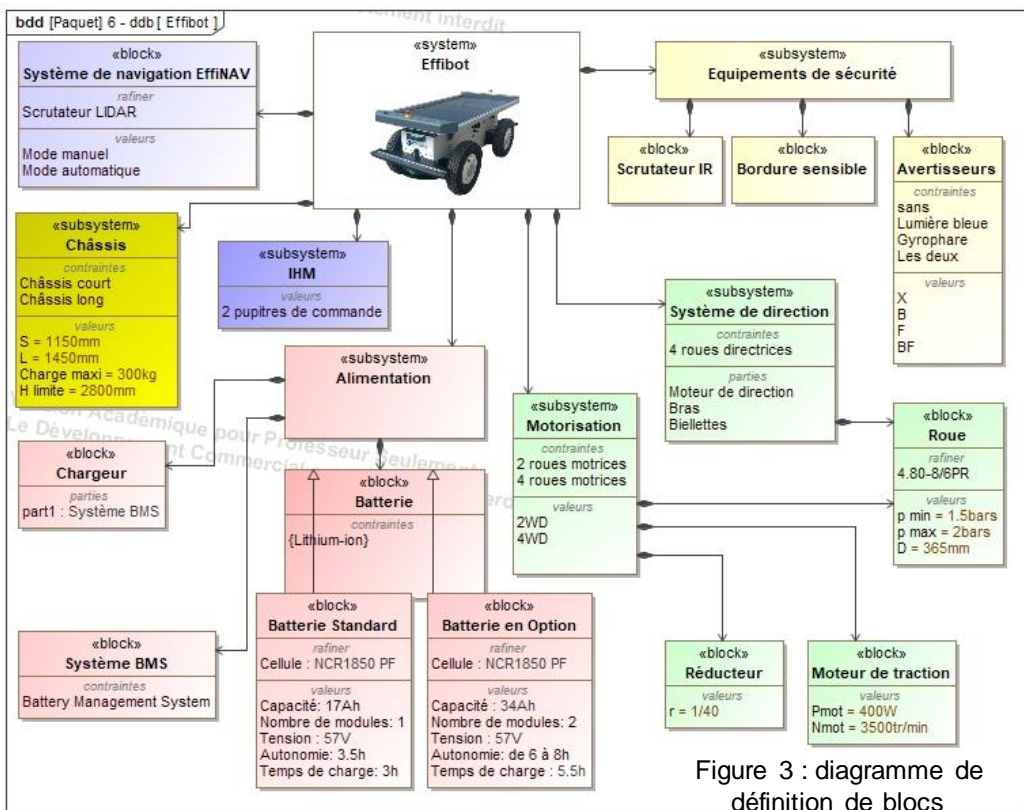 bdd [Paquet] 6 - ddb [ Effibot ]
«block»
Système de navigation EffiNAV
rafiner
Scrutateur LIDAR
valeurs
Mode manuel
Mode automatique
«system»
Effibot
«subsystem»
Equipements de sécurité
«block»
Scrutateur IR
«block»
Bordure sensible
«block»
Avertisseurs
contraintes
sans
Lumière bleue
Gyrophare
Les deux
valeurs
X
B
F
BF
«subsystem»
Châssis
contraintes
Châssis court
Châssis long
valeurs
S = 1150mm
L = 1450mm
Charge maxi = 300kg
H limite = 2800mm
«subsystem»
IHM
valeurs
2 pupitres de commande
«subsystem»
Système de direction
contraintes
4 roues directrices
parties
Moteur de direction
Bras
Biellettes
«subsystem»
Alimentation
«subsystem»
Motorisation
contraintes
2 roues motrices
4 roues motrices
valeurs
2WD
4WD
«block»
Roue
rafiner
4.80-8/6PR
valeurs
p min = 1.5bars
p max = 2bars
D = 365mm
«block»
Chargeur
parties
part1 : Système BMS
«block»
Batterie
contraintes
{Lithium-ion}
«block»
Système BMS
contraintes
Battery Management System
«block»
Batterie Standard
rafiner
Cellule : NCR1850 PF
valeurs
Capacité: 17Ah
Nombre de modules: 1
Tension : 57V
Autonomie: 3.5h
Temps de charge: 3h
«block»
Batterie en Option
rafiner
Cellule : NCR1850 PF
valeurs
Capacité : 34Ah
Nombre de modules: 2
Tension : 57V
Autonomie: de 6 à 8h
Temps de charge : 5.5h
«block»
Réducteur
valeurs
r = 1/40
«block»
Moteur de traction
valeurs
Pmot = 400W
Nmot = 3500tr/min
Figure 3 : diagramme de
définition de blocs
interdit
Académique pour Professeur Seulement
Le